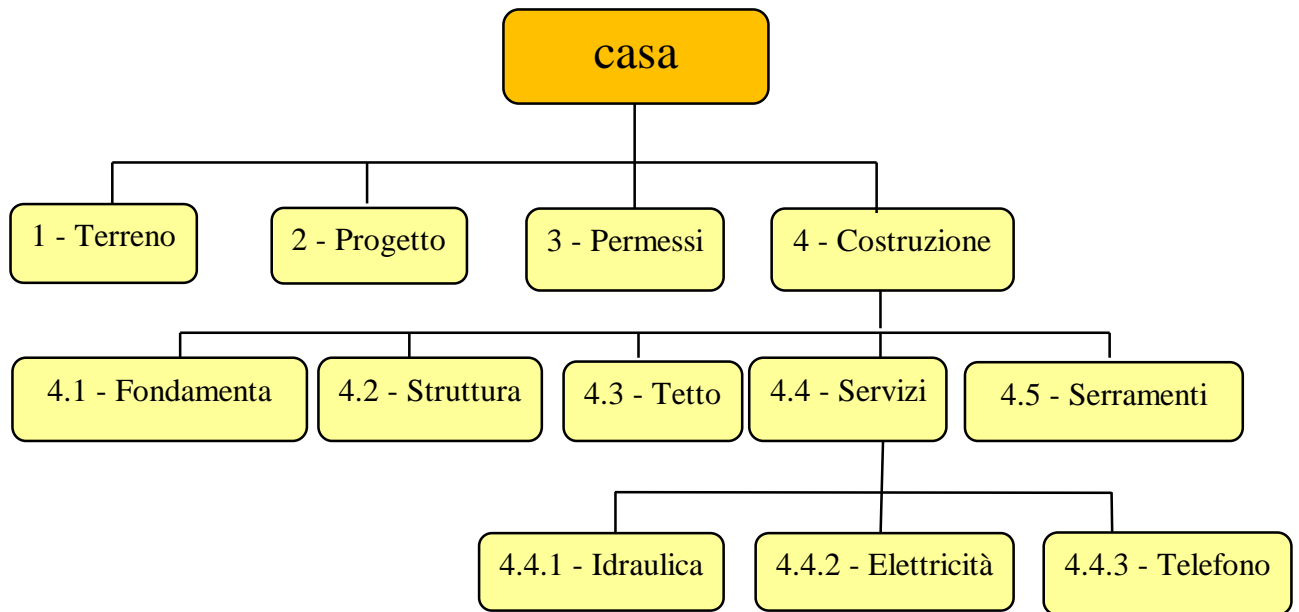 casa
1 - Terreno
2 - Progetto
3 - Permessi
4 - Costruzione
4.1 - Fondamenta
4.2 - Struttura
4.3 - Tetto
4.4 - Servizi
4.5 - Serramenti
4.4.1 - Idraulica
4.4.2 - Elettricità
4.4.3 - Telefono